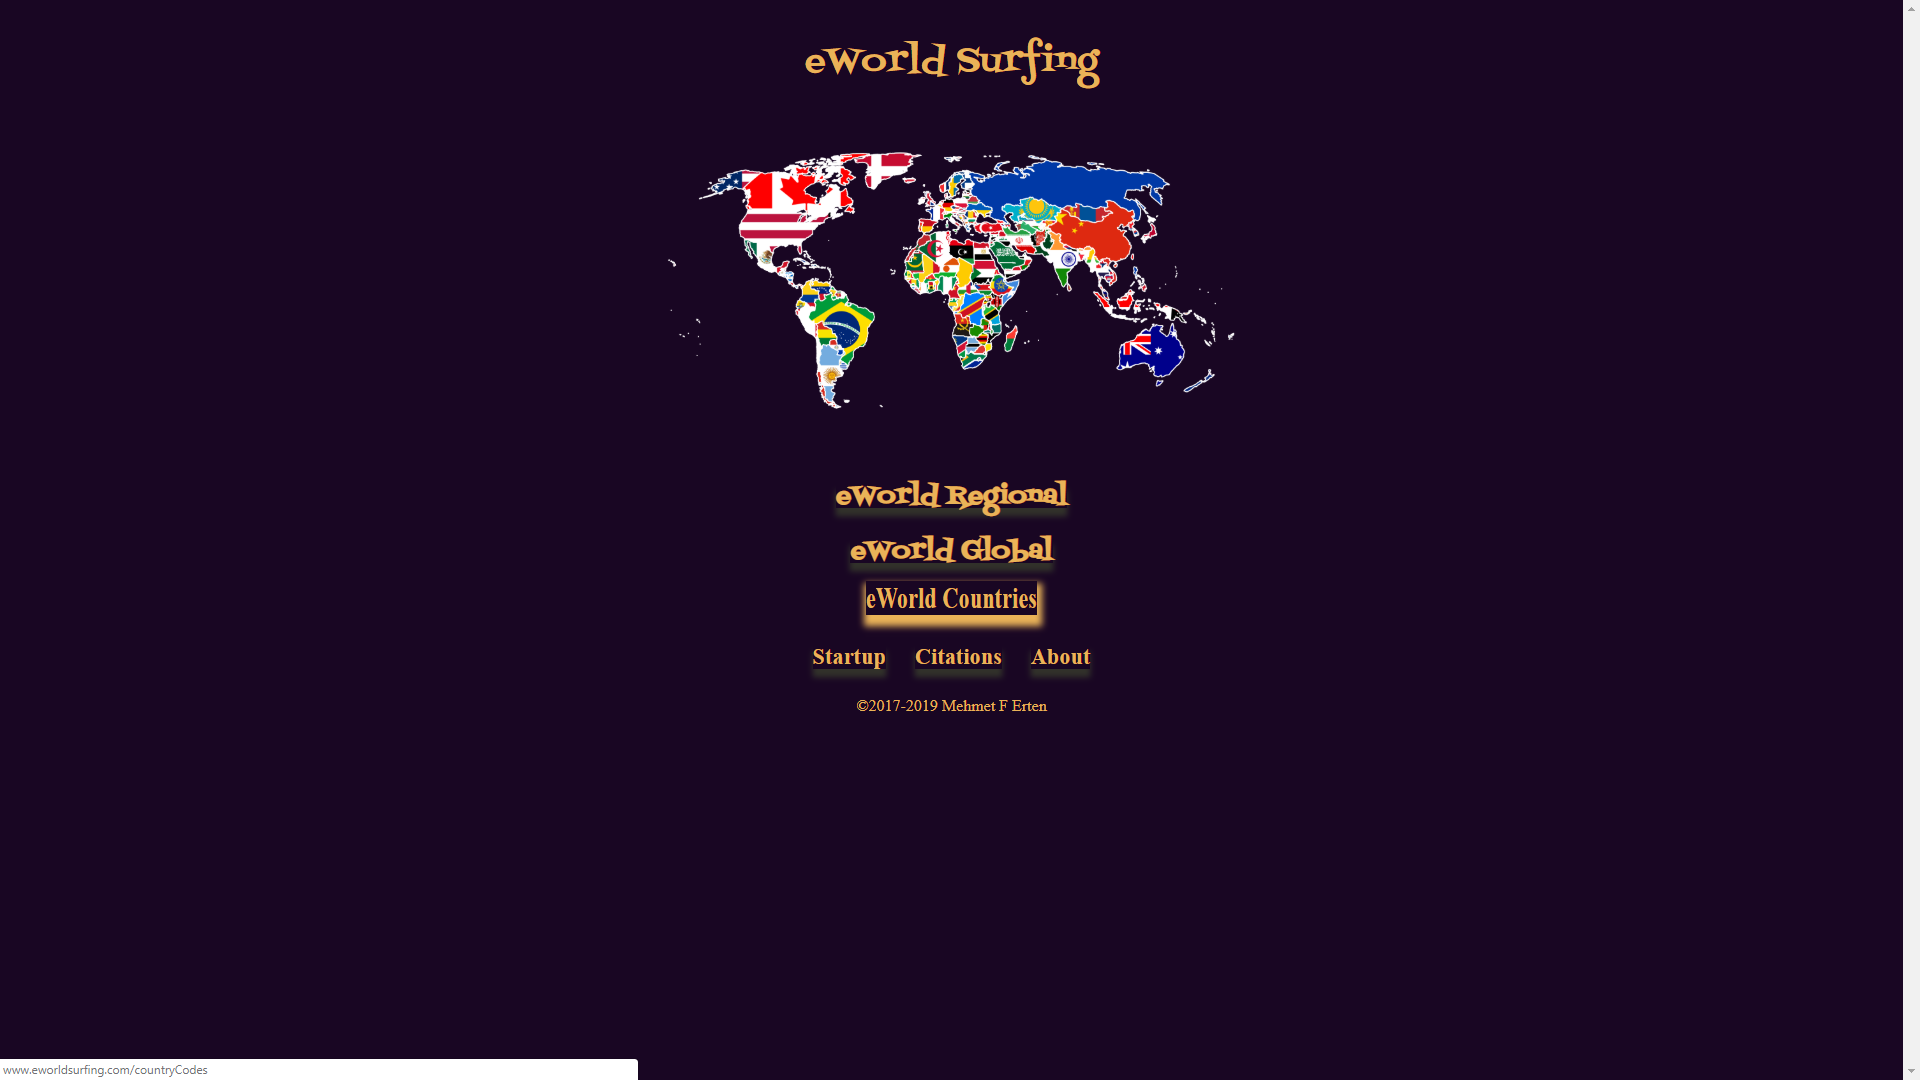 eWorld Surfing
eWorld Regional
eWorld Global
eWorld Countries
Startup Citations About
©2017-2019 Mehmet F Erten
www.eworldsurfing.com/countryCodes